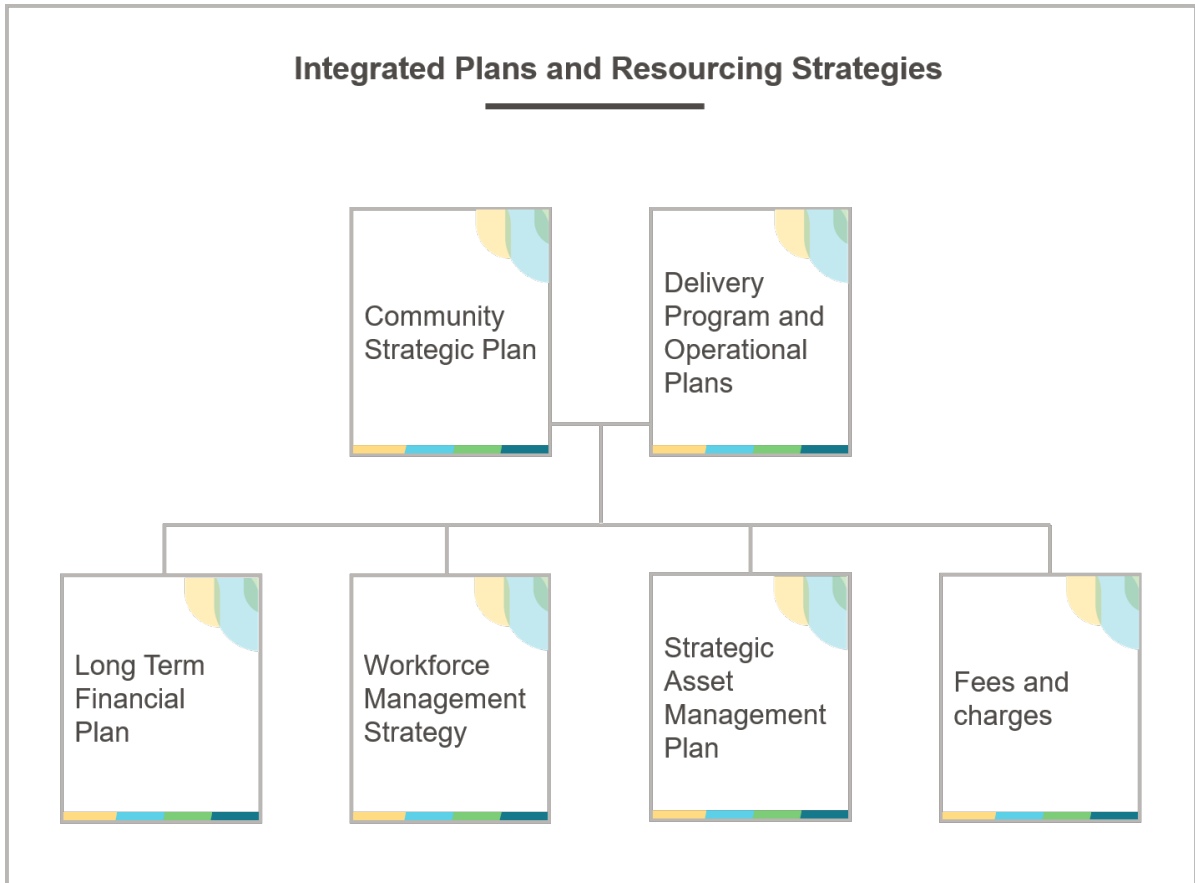 Integrated Plans and Resourcing Strategies
Community
Strategic Plan
Delivery
Program and
Operational
Plans
Long Term
Financial
Plan
Workforce
Management
Strategy
Strategic
Asset
Management
Plan
Fees and
charges